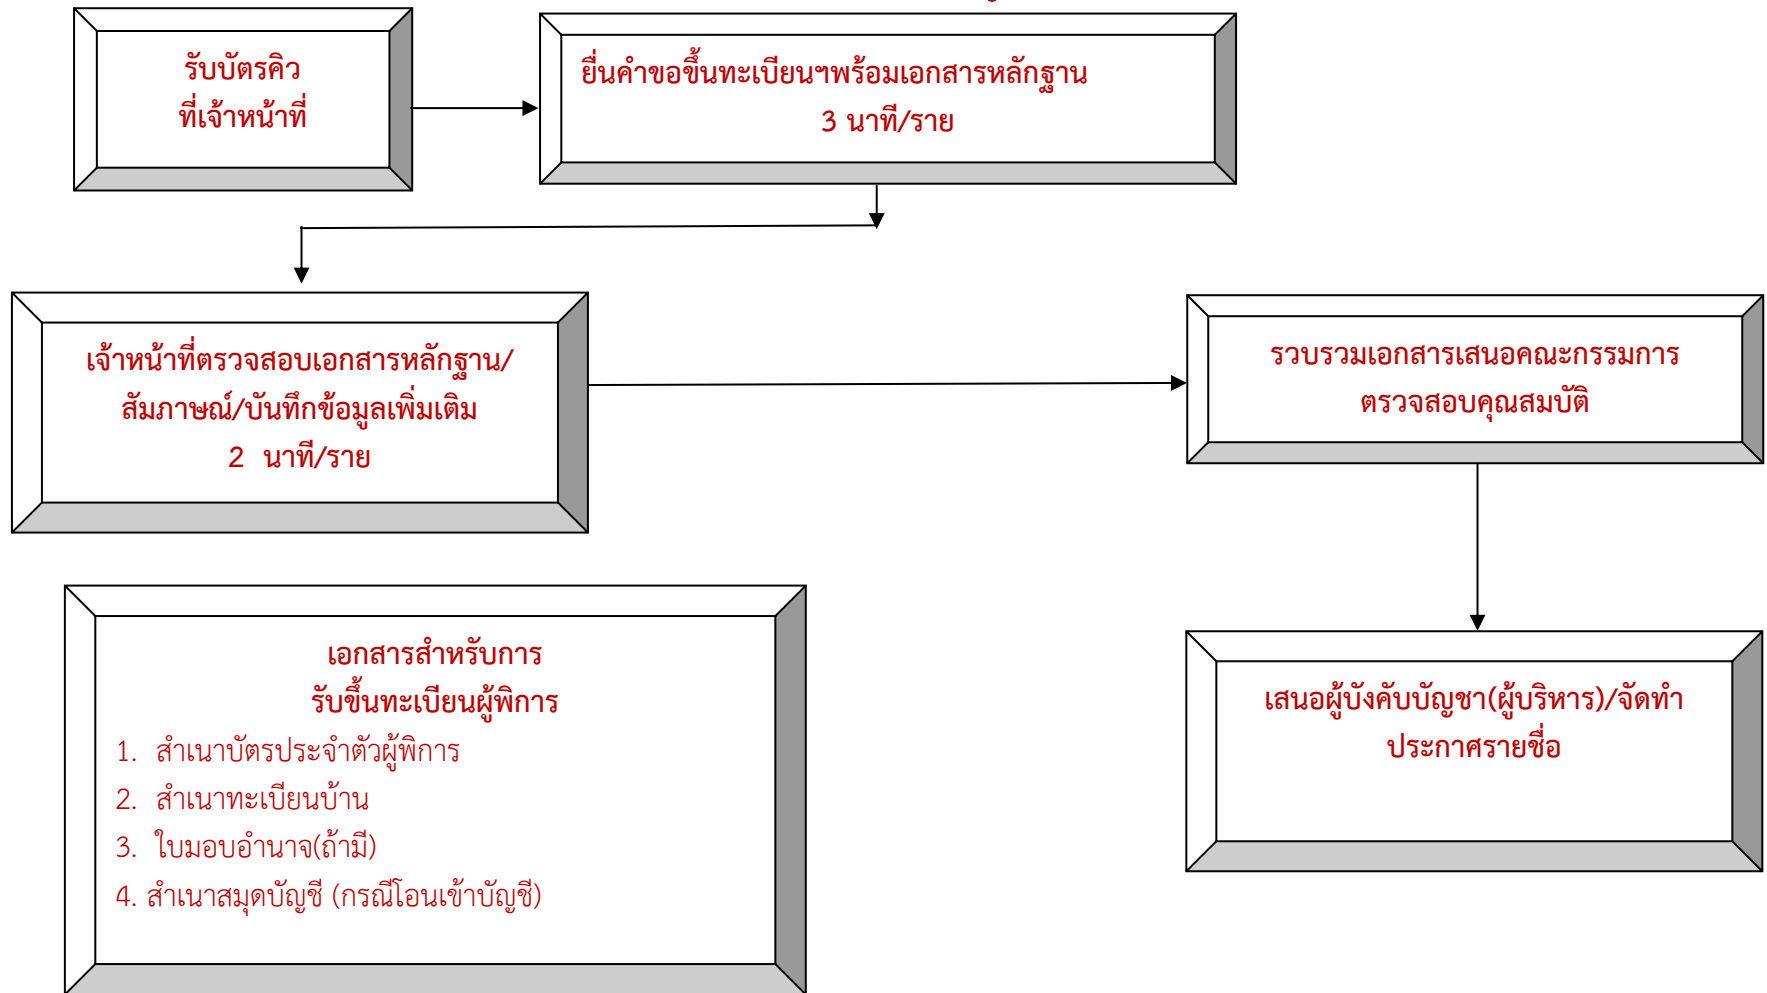 รับบัตรคิว
ที่เจ้าหน้าที่
ยื่นคำขอขึ้นทะเบียนฯพร้อมเอกสารหลักฐาน
3 นาที/ราย
เจ้าหน้าที่ตรวจสอบเอกสารหลักฐาน/
สัมภาษณ์/บันทึกข้อมูลเพิ่มเติม
2 นาที/ราย
รวบรวมเอกสารเสนอคณะกรรมการ
ตรวจสอบคุณสมบัติ
เอกสารสำหรับการ
รับขึ้นทะเบียนผู้พิการ
1. สำเนาบัตรประจำตัวผู้พิการ
2. สำเนาทะเบียนบ้าน
3. ใบมอบอำนาจ(ถ้ามี)
4. สำเนาสมุดบัญชี (กรณีโอนเข้าบัญชี)
เสนอผู้บังคับบัญชา(ผู้บริหาร)/จัดทำ
ประกาศรายชื่อ